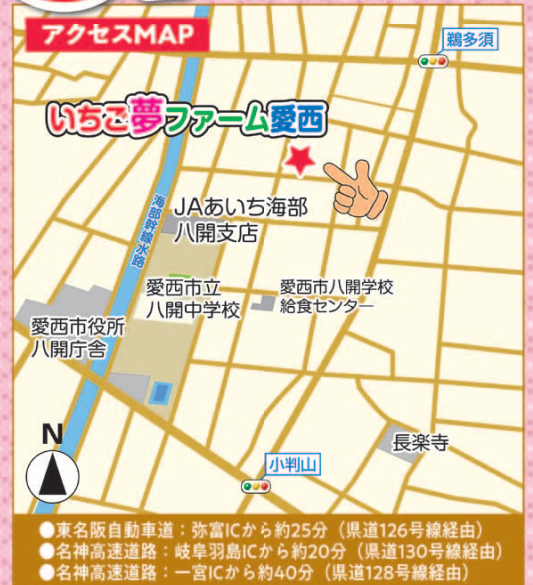 アクセスMAP
鵜多須
いちご夢ファーム愛西
海部幹線水路
JAあいち海部
八開支店
愛西市立
八開中学校
愛西市八開学校
給食センター
愛西市役所
八開庁舎
N
長楽寺
小判山
●東名阪自動車道：弥富ICから約25分（県道126号線経由）
●名神高速道路：岐阜羽島ICから約20分（県道130号線経由）
●名神高速道路：一宮ICから約40分（県道128号線経由）